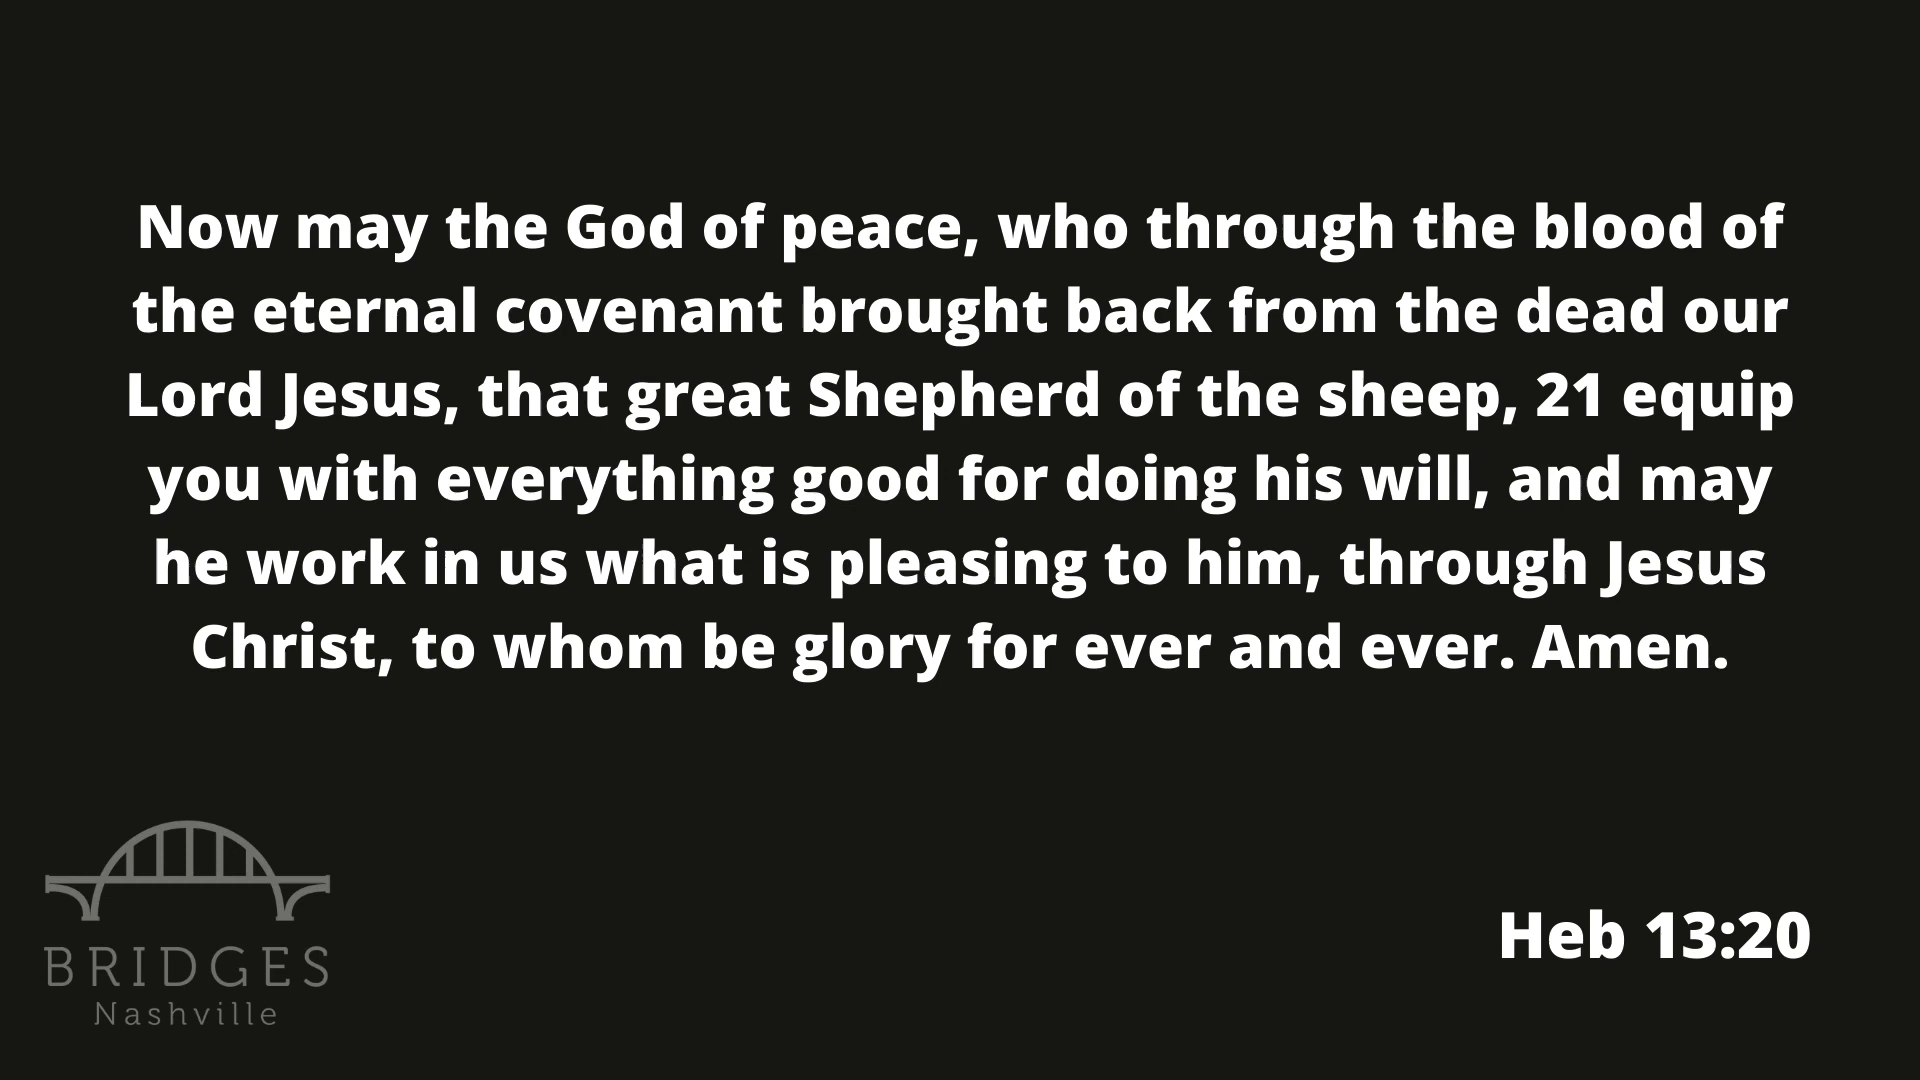 Now may the God of peace, who through the blood of
the eternal covenant brought back from the dead our
Lord Jesus, that great Shepherd of the sheep, 21 equip
you with everything good for doing his will, and may
he work in us what is pleasing to him, through Jesus
Christ, to whom be glory for ever and ever. Amen.
Heb 13:20
BRIDGES
Nashville